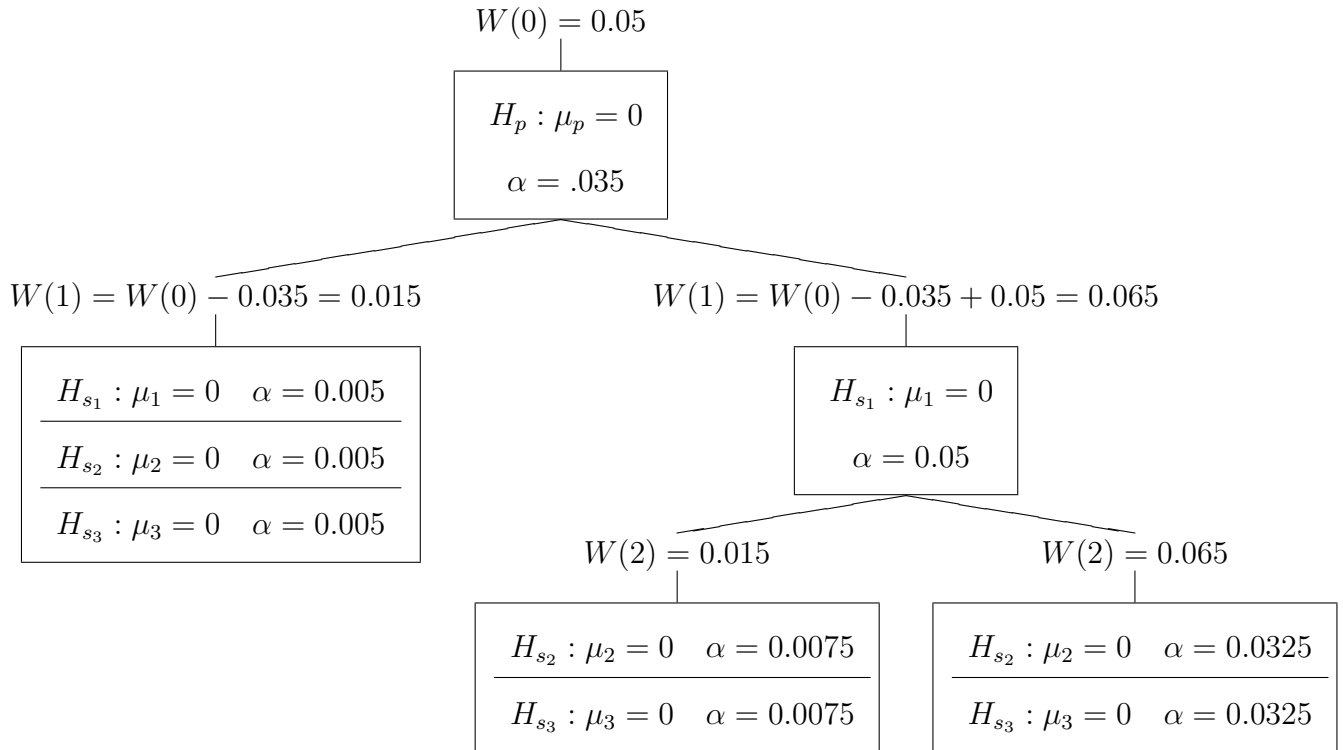 W(0) = 0.05
H_p : μ_p = 0
α = .035
W(1) = W(0) − 0.035 = 0.015
W(1) = W(0) − 0.035 + 0.05 = 0.065
H_{s_1} : μ_1 = 0 α = 0.005
H_{s_2} : μ_2 = 0 α = 0.005
H_{s_3} : μ_3 = 0 α = 0.005
H_{s_1} : μ_1 = 0
α = 0.05
W(2) = 0.015
W(2) = 0.065
H_{s_2} : μ_2 = 0 α = 0.0075
H_{s_3} : μ_3 = 0 α = 0.0075
H_{s_2} : μ_2 = 0 α = 0.0325
H_{s_3} : μ_3 = 0 α = 0.0325